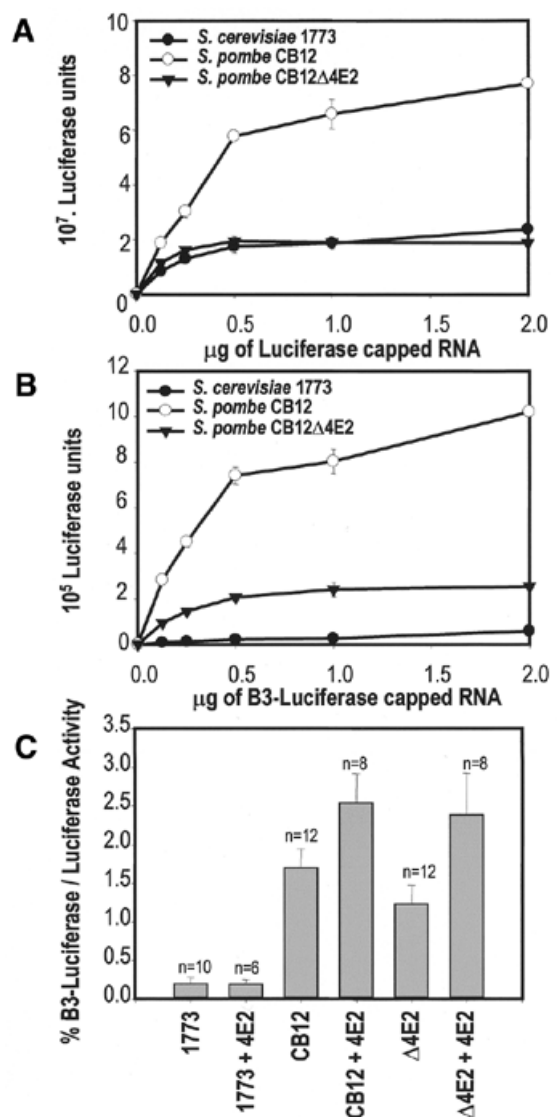 A
10
8
6
4
2
0
10⁷. Luciferase units
S. cerevisiae 1773
S. pombe CB12
S. pombe CB12Δ4E2
0.0 0.5 1.0 1.5 2.0
µg of Luciferase capped RNA
B
12
10
8
6
4
2
0
10⁵ Luciferase units
S. cerevisiae 1773
S. pombe CB12
S. pombe CB12Δ4E2
0.0 0.5 1.0 1.5 2.0
µg of B3-Luciferase capped RNA
C
3.5
3.0
2.5
2.0
1.5
1.0
0.5
0.0
% B3-Luciferase / Luciferase Activity
n=10
n=6
n=12
n=8
n=12
n=8
1773
1773 + 4E2
CB12
CB12 + 4E2
Δ4E2
Δ4E2 + 4E2